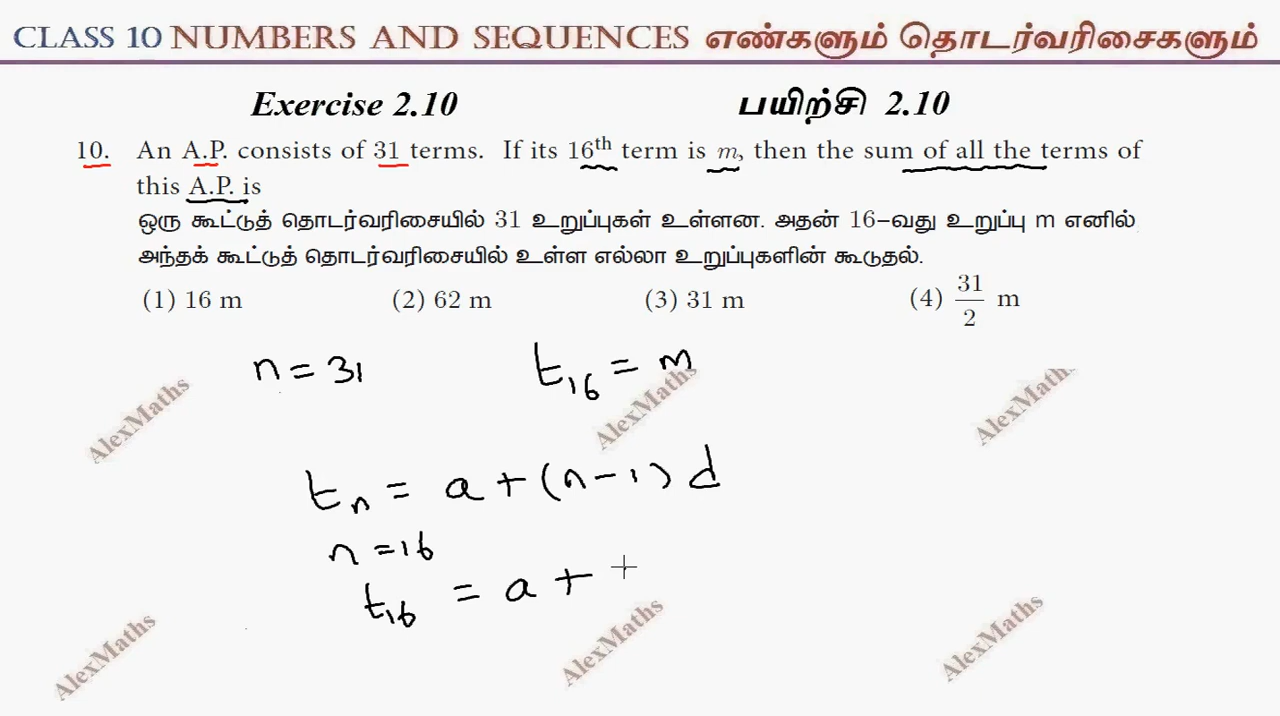 CLASS 10 NUMBERS AND SEQUENCES எண்களும் தொடர்வரிசைகளும்
Exercise 2.10 பயிற்சி 2.10
10. An A.P. consists of 31 terms. If its 16th term is m, then the sum of all the terms of
this A.P. is
ஒரு கூட்டுத் தொடர்வரிசையில் 31 உறுப்புகள் உள்ளன. அதன் 16-வது உறுப்பு m எனில்
அந்தக் கூட்டுத் தொடர்வரிசையில் உள்ள எல்லா உறுப்புகளின் கூடுதல்.
(1) 16 m (2) 62 m (3) 31 m (4) 31/2 m
n = 31 t16 = m
AlexMaths AlexMaths AlexMaths
tn = a + (n - 1) d
n = 16
t16 = a +
AlexMaths AlexMaths AlexMaths